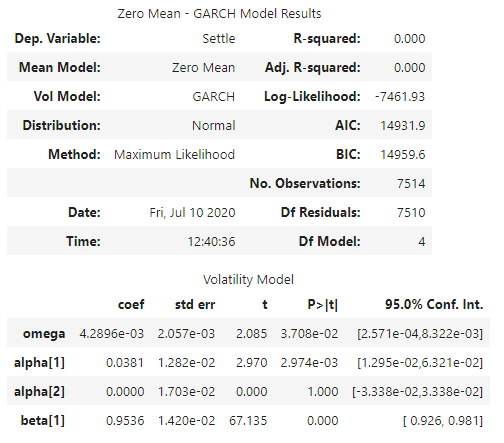 Zero Mean - GARCH Model Results
Dep. Variable: Settle R-squared: 0.000
Mean Model: Zero Mean Adj. R-squared: 0.000
Vol Model: GARCH Log-Likelihood: -7461.93
Distribution: Normal AIC: 14931.9
Method: Maximum Likelihood BIC: 14959.6
No. Observations: 7514
Date: Fri, Jul 10 2020 Df Residuals: 7510
Time: 12:40:36 Df Model: 4
Volatility Model
coef std err t P>|t| 95.0% Conf. Int.
omega 4.2896e-03 2.057e-03 2.085 3.708e-02 [2.571e-04,8.322e-03]
alpha[1] 0.0381 1.282e-02 2.970 2.974e-03 [1.295e-02,6.321e-02]
alpha[2] 0.0000 1.703e-02 0.000 1.000 [-3.338e-02,3.338e-02]
beta[1] 0.9536 1.420e-02 67.135 0.000 [ 0.926, 0.981]